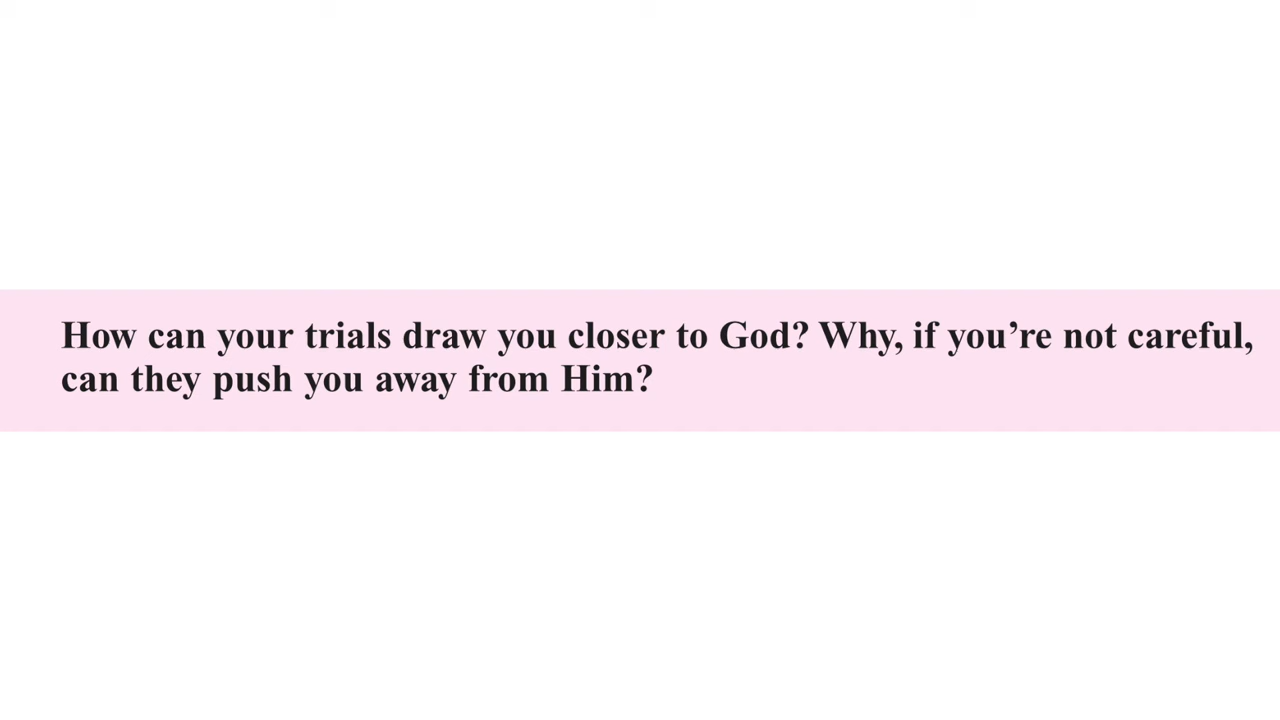 How can your trials draw you closer to God? Why, if you’re not careful,
can they push you away from Him?